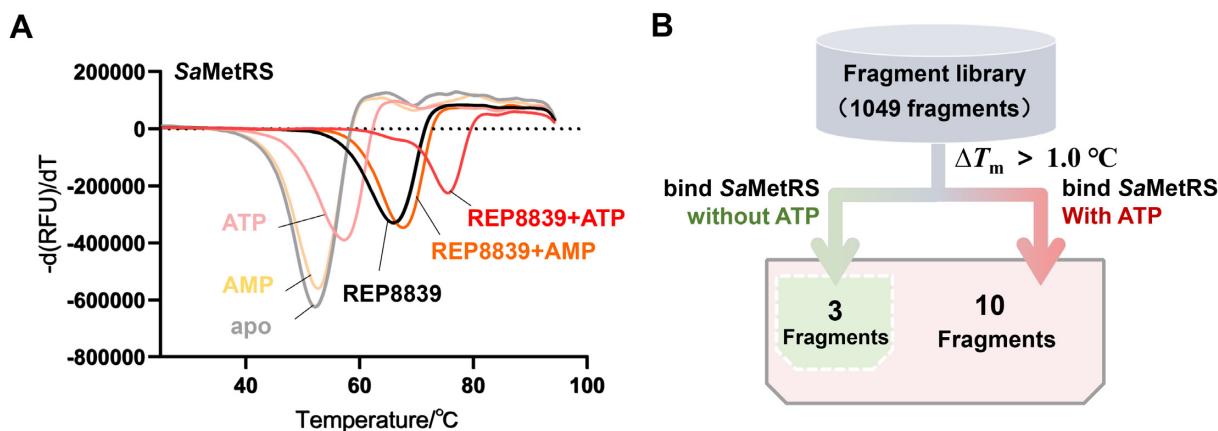 A
SaMetRS
200000
0
-200000
-400000
-600000
-800000
-d(RFU)/dT
ATP
AMP
apo
REP8839
REP8839+AMP
REP8839+ATP
40
60
80
100
Temperature/℃
B
Fragment library
（1049 fragments）
ΔTm > 1.0 ℃
bind SaMetRS
without ATP
bind SaMetRS
With ATP
3
Fragments
10
Fragments